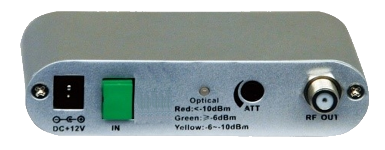 Optical
Red:<-10dBm
Green:≥-6dBm
Yellow:-6~-10dBm
DC+12V
IN
ATT
RF OUT